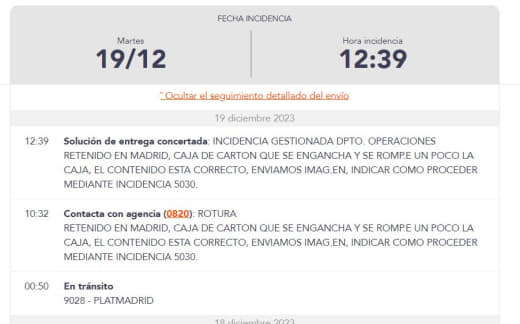 FECHA INCIDENCIA
Martes
19/12
Hora incidencia
12:39
ˆ Ocultar el seguimiento detallado del envío
19 diciembre 2023
12:39 Solución de entrega concertada: INCIDENCIA GESTIONADA DPTO. OPERACIONES
RETENIDO EN MADRID, CAJA DE CARTON QUE SE ENGANCHA Y SE ROMP.E UN POCO LA
CAJA, EL CONTENIDO ESTA CORRECTO, ENVIAMOS IMAG.EN, INDICAR COMO PROCEDER
MEDIANTE INCIDENCIA 5030.
10:32 Contacta con agencia (0820): ROTURA
RETENIDO EN MADRID, CAJA DE CARTON QUE SE ENGANCHA Y SE ROMP.E UN POCO LA
CAJA, EL CONTENIDO ESTA CORRECTO, ENVIAMOS IMAG.EN, INDICAR COMO PROCEDER
MEDIANTE INCIDENCIA 5030.
00:50 En tránsito
9028 - PLATMADRID
18 diciembre 2023